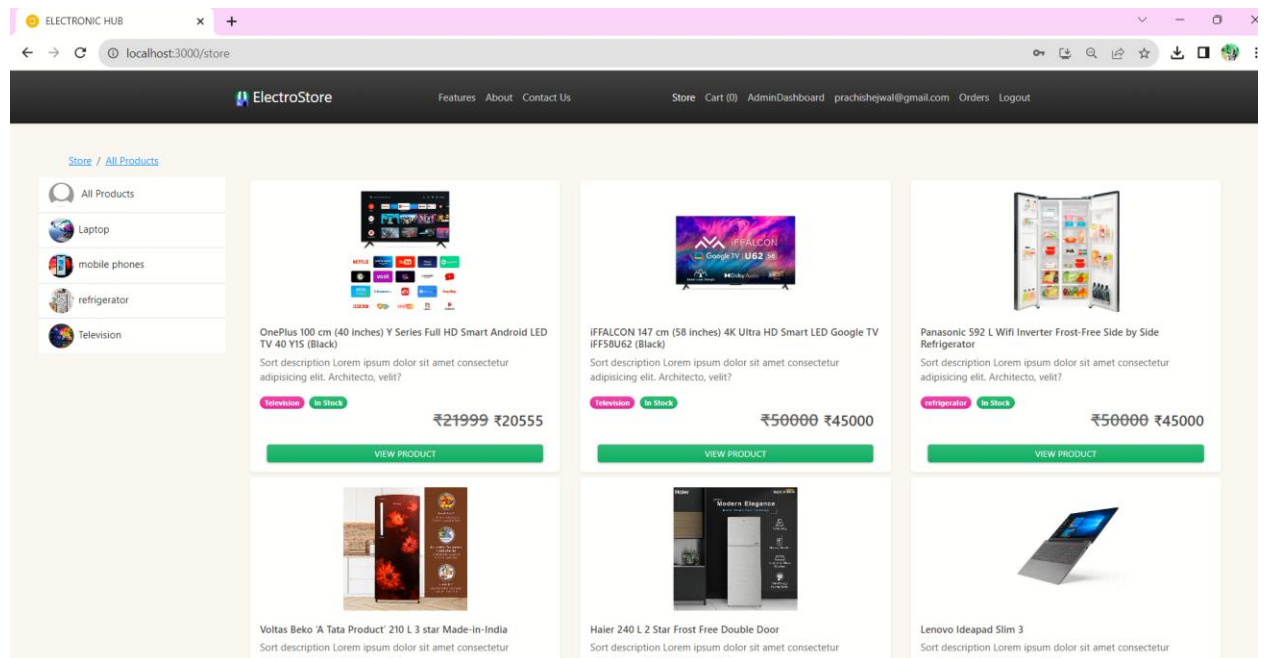 ELECTRONIC HUB
localhost:3000/store
ElectroStore
Features About Contact Us
Store Cart (0) AdminDashboard prachishejwal@gmail.com Orders Logout
Store / All Products
All Products
Laptop
mobile phones
refrigerator
Television
OnePlus 100 cm (40 inches) Y Series Full HD Smart Android LED
TV 40 Y1S (Black)
Sort description Lorem ipsum dolor sit amet consectetur
adipisicing elit. Architecto, velit?
Television In Stock
₹21999 ₹20555
VIEW PRODUCT
iFFALCON
Google TV U62 58
iFFALCON 147 cm (58 inches) 4K Ultra HD Smart LED Google TV
iFF58U62 (Black)
Sort description Lorem ipsum dolor sit amet consectetur
adipisicing elit. Architecto, velit?
Television In Stock
₹50000 ₹45000
VIEW PRODUCT
Panasonic 592 L Wifi Inverter Frost-Free Side by Side
Refrigerator
Sort description Lorem ipsum dolor sit amet consectetur
adipisicing elit. Architecto, velit?
refrigerator In Stock
₹50000 ₹45000
VIEW PRODUCT
Voltas Beko 'A Tata Product' 210 L 3 star Made-in-India
Sort description Lorem ipsum dolor sit amet consectetur
Haier
Modern Elegance
Haier 240 L 2 Star Frost Free Double Door
Sort description Lorem ipsum dolor sit amet consectetur
Lenovo Ideapad Slim 3
Sort description Lorem ipsum dolor sit amet consectetur